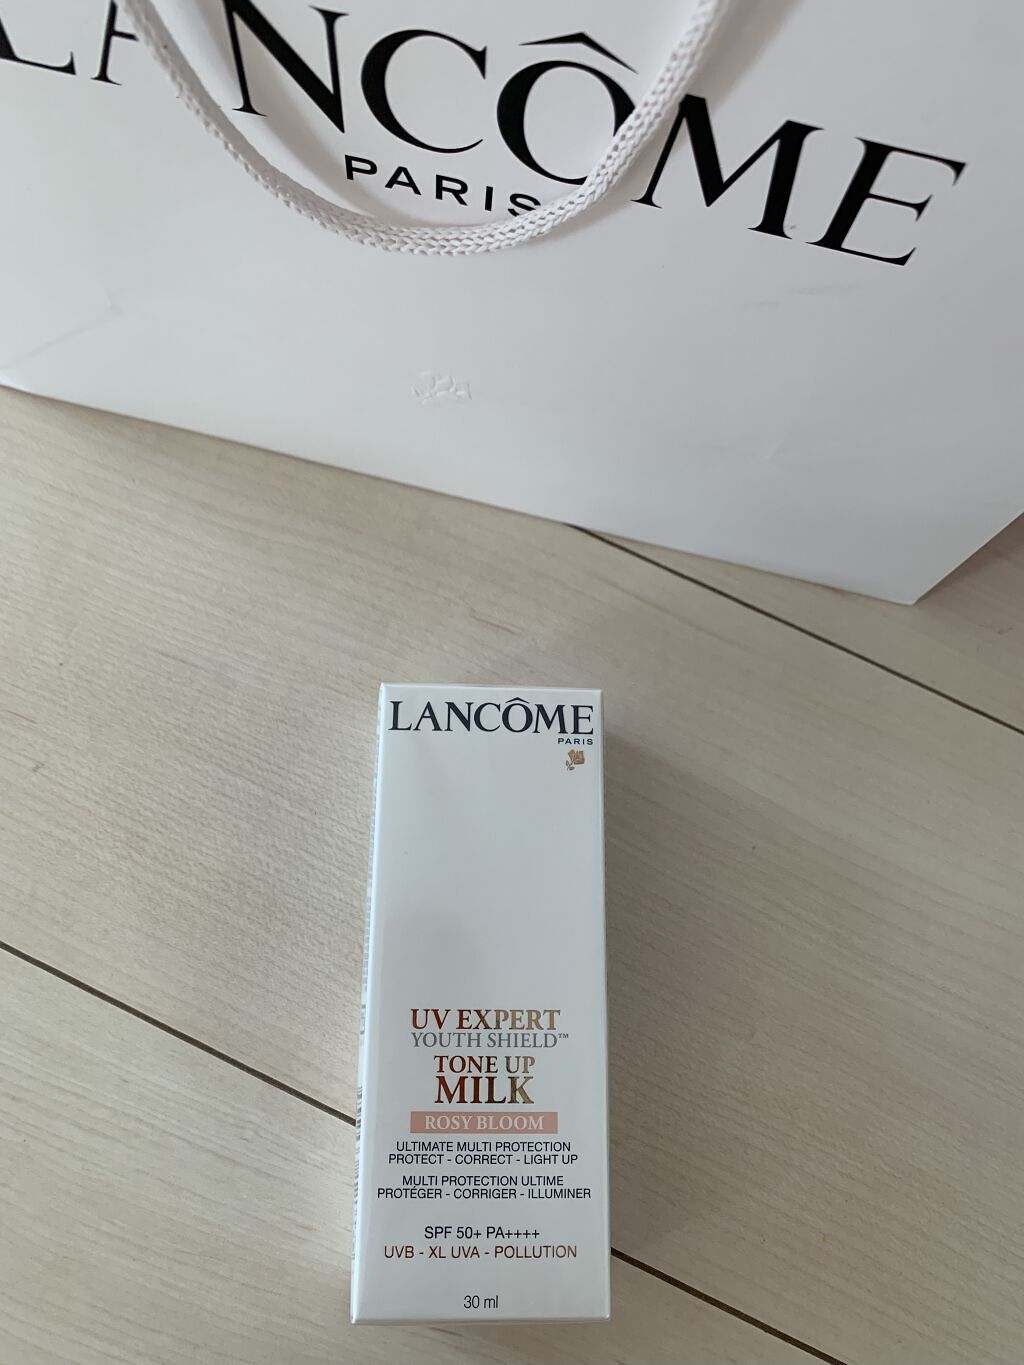 LANCÔME
PARIS
LANCÔME
PARIS
UV EXPERT
YOUTH SHIELD™
TONE UP
MILK
ROSY BLOOM
ULTIMATE MULTI PROTECTION
PROTECT - CORRECT - LIGHT UP
MULTI PROTECTION ULTIME
PROTÉGER - CORRIGER - ILLUMINER
SPF 50+ PA++++
UVB - XL UVA - POLLUTION
30 ml